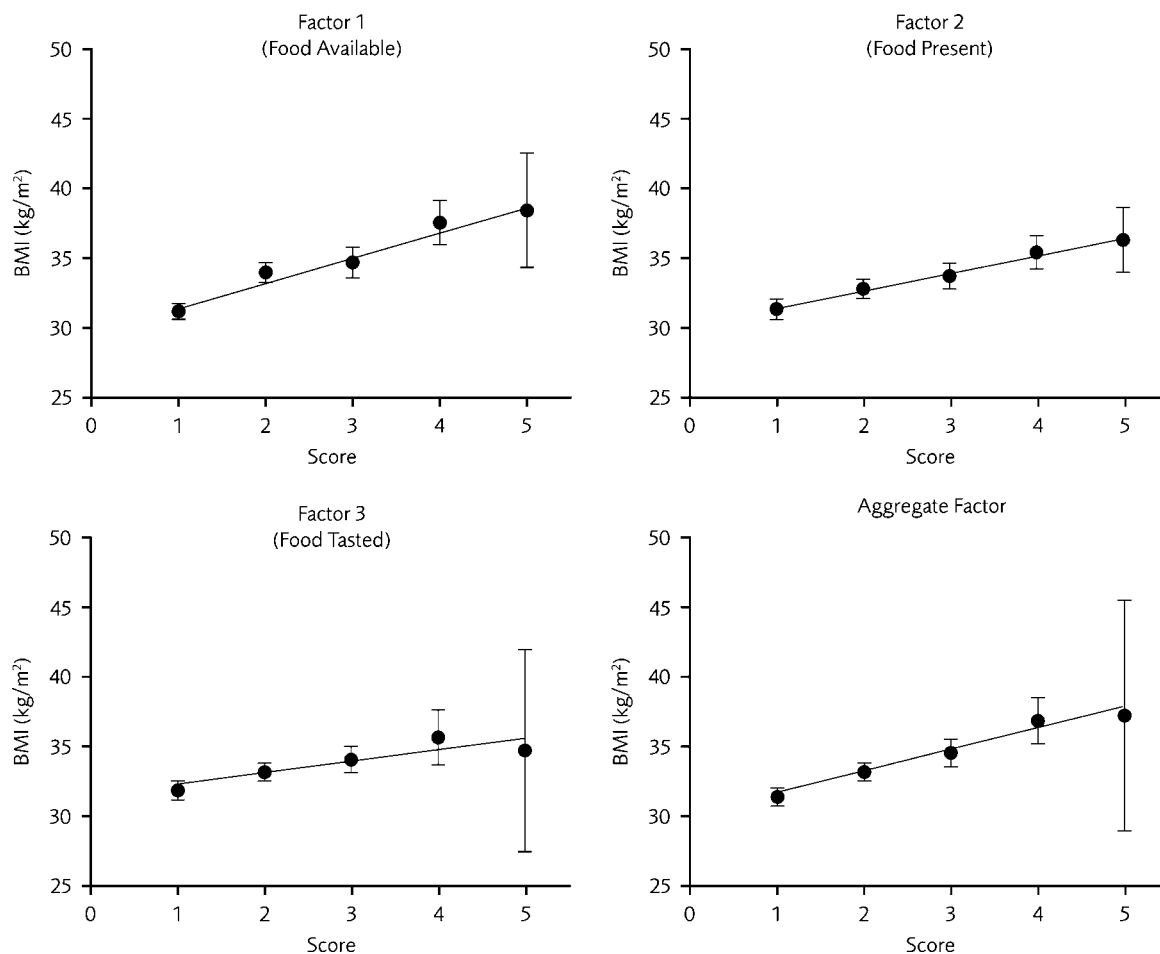 Factor 1
(Food Available)
50
45
40
35
30
25
BMI (kg/m²)
0 1 2 3 4 5
Score
Factor 2
(Food Present)
50
45
40
35
30
25
BMI (kg/m²)
0 1 2 3 4 5
Score
Factor 3
(Food Tasted)
50
45
40
35
30
25
BMI (kg/m²)
0 1 2 3 4 5
Score
Aggregate Factor
50
45
40
35
30
25
BMI (kg/m²)
0 1 2 3 4 5
Score